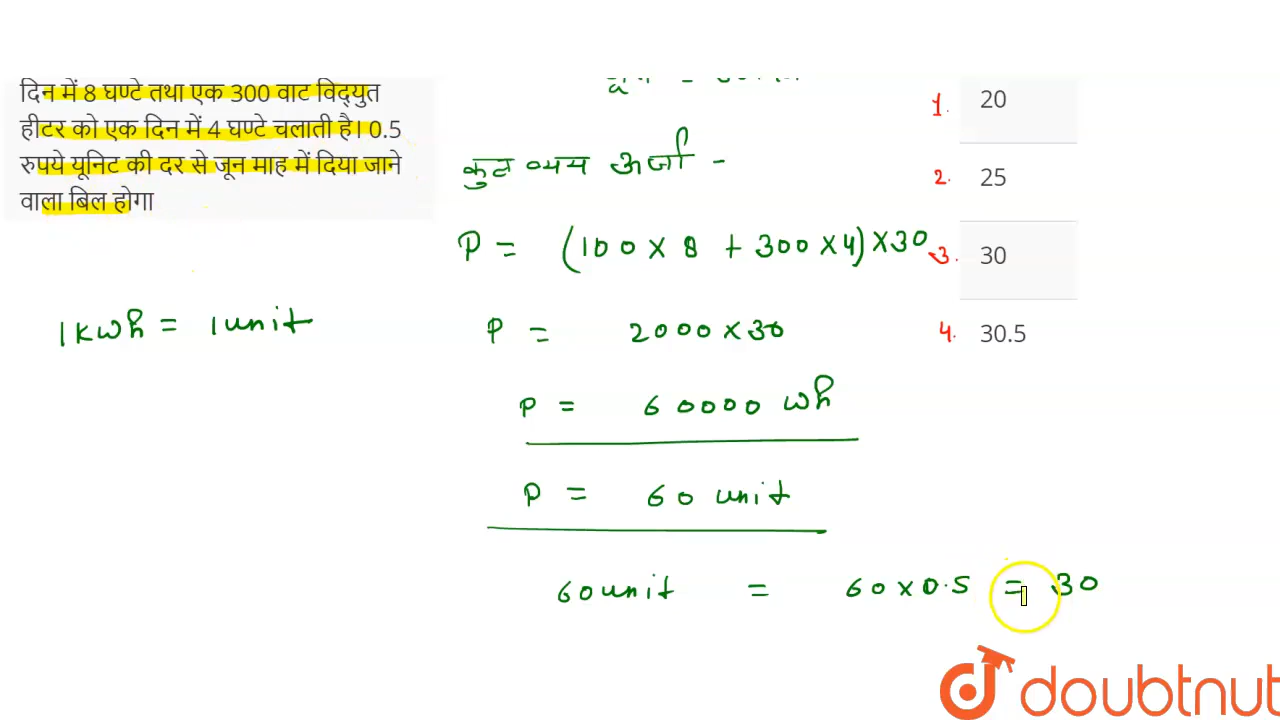 दिन में 8 घण्टे तथा एक 300 वाट विद्युत
हीटर को एक दिन में 4 घण्टे चलाती है। 0.5
रुपये यूनिट की दर से जून माह में दिया जाने
वाला बिल होगा
1kwh = 1unit
कुल व्यय ऊर्जा -
P = (100 × 8 + 300 × 4) × 30
P = 2000 × 30
P = 60000 wh
P = 60 unit
60 unit = 60 × 0.5 = 30
1. 20
2. 25
3. 30
4. 30.5
doubtnut